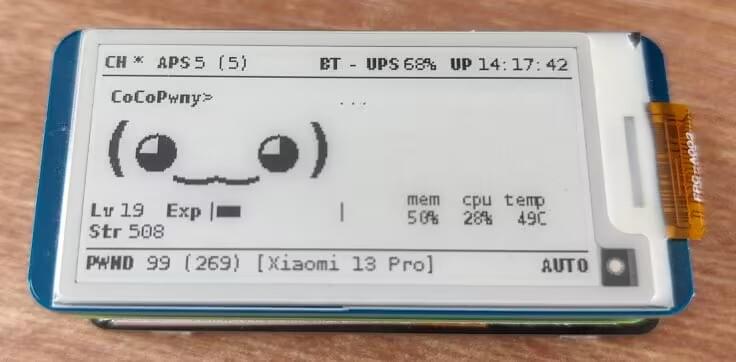 CH * APS 5 (5) BT - UPS 68% UP 14:17:42
CoCoPwny> ...
Lv 19 Exp
mem cpu temp
50% 28% 49C
Str 508
PWND 99 (269) [Xiaomi 13 Pro] AUTO